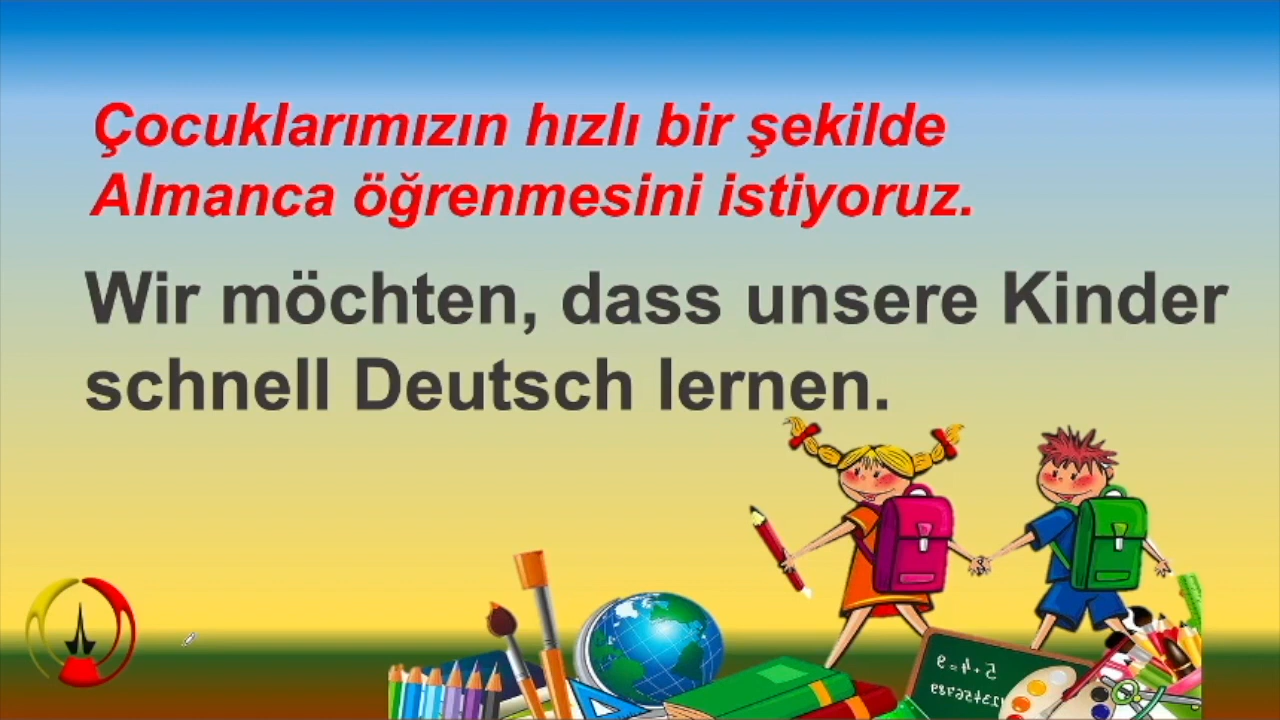 Çocuklarımızın hızlı bir şekilde
Almanca öğrenmesini istiyoruz.
Wir möchten, dass unsere Kinder
schnell Deutsch lernen.